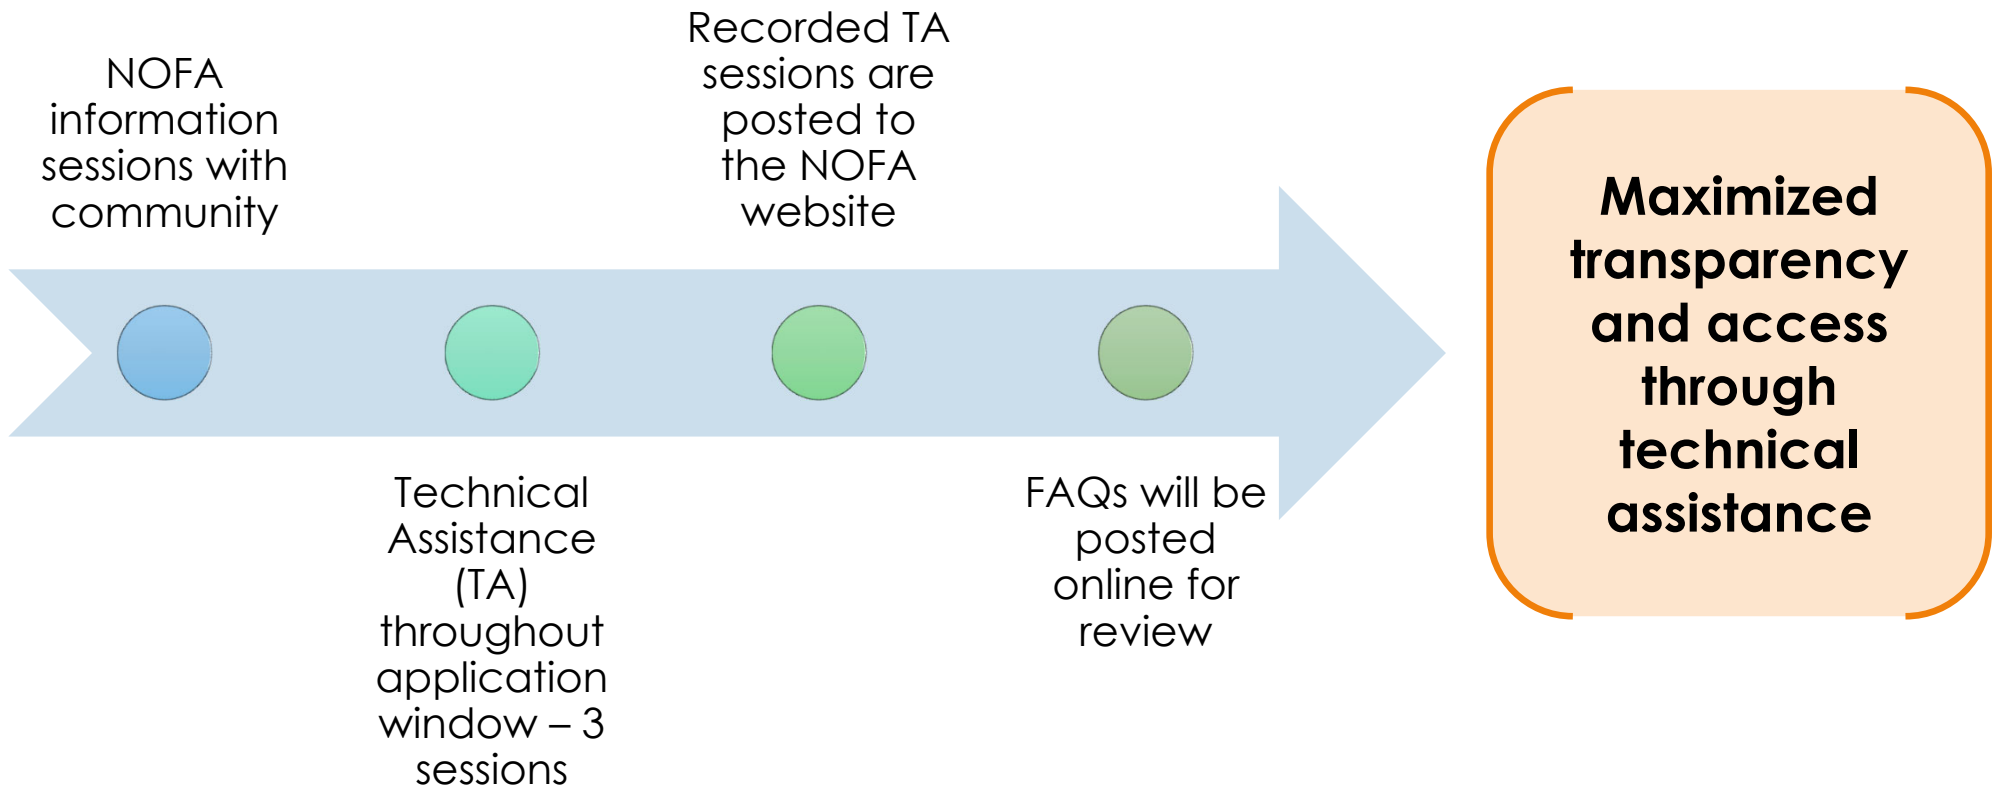 NOFA
information
sessions with
community
Technical
Assistance
(TA)
throughout
application
window – 3
sessions
Recorded TA
sessions are
posted to
the NOFA
website
FAQs will be
posted
online for
review
Maximized
transparency
and access
through
technical
assistance